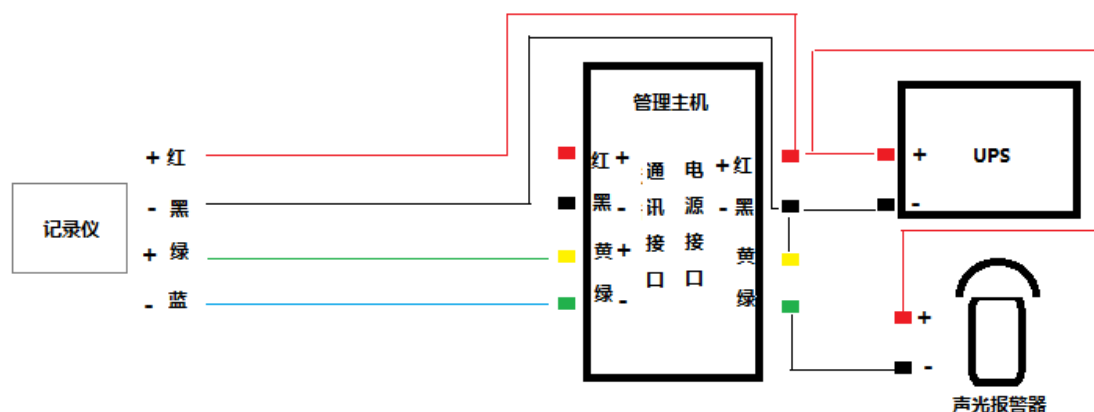 管理主机
UPS
+
-
记录仪
+ 红
- 黑
+ 绿
- 蓝
红 +
黑 -
黄 +
绿 -
通讯接口
电源接口
+ 红
- 黑
黄
绿
+
-
声光报警器